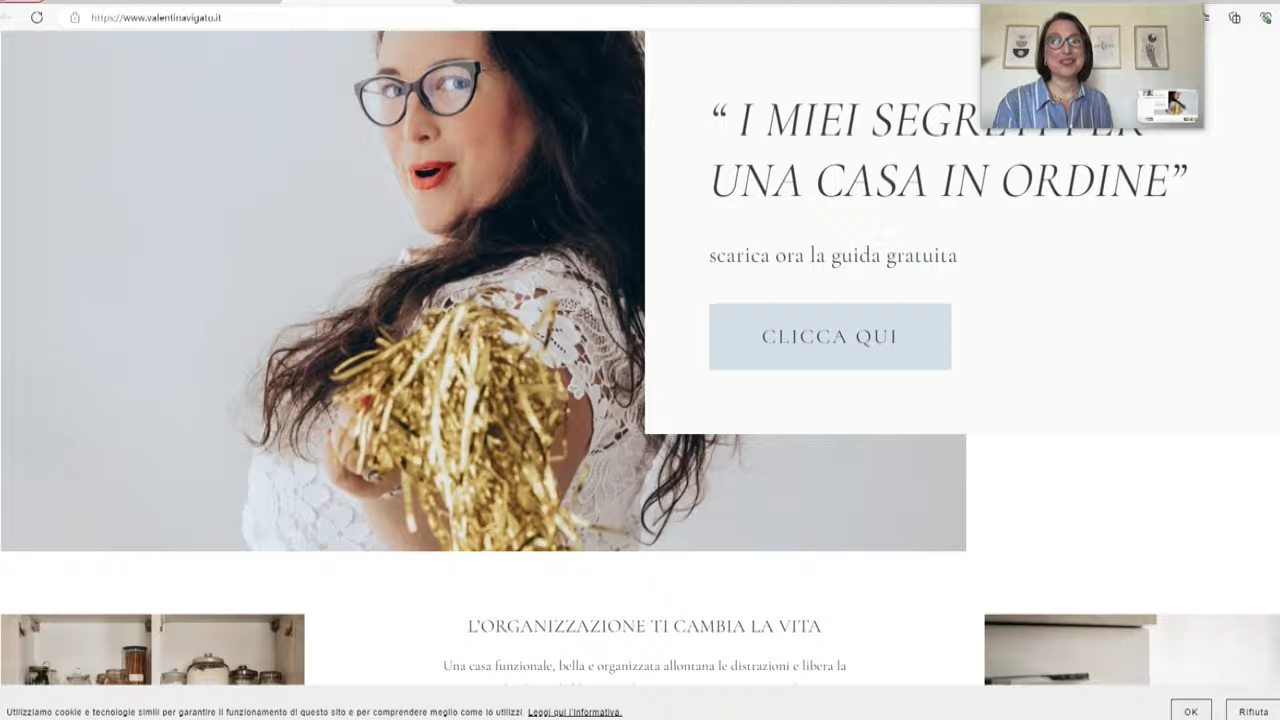 https://www.valentinavigato.it
“ I MIEI SEGRETI PER
UNA CASA IN ORDINE”
scarica ora la guida gratuita
CLICCA QUI
L’ORGANIZZAZIONE TI CAMBIA LA VITA
Una casa funzionale, bella e organizzata allontana le distrazioni e libera la
Utilizziamo cookie e tecnologie simili per garantire il funzionamento di questo sito e per comprendere meglio come lo utilizzi. Leggi qui l'informativa.
OK
Rifiuta